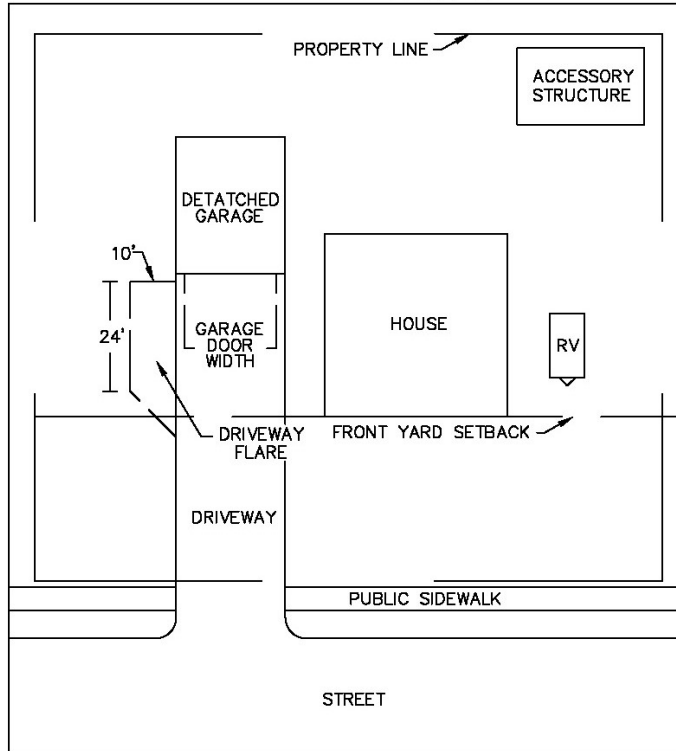 PROPERTY LINE
ACCESSORY
STRUCTURE
DETATCHED
GARAGE
10'
24'
GARAGE
DOOR
WIDTH
HOUSE
RV
DRIVEWAY
FLARE
FRONT YARD SETBACK
DRIVEWAY
PUBLIC SIDEWALK
STREET